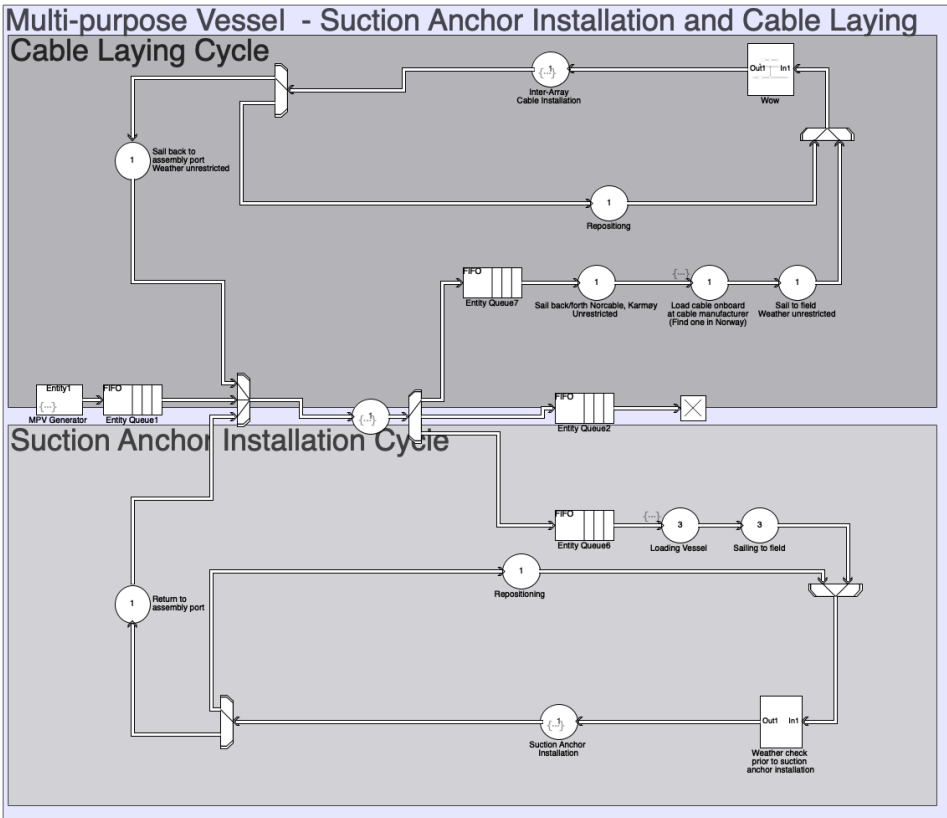 Multi-purpose Vessel - Suction Anchor Installation and Cable Laying
Cable Laying Cycle
Out1
In1
Wow
1
{...}
Inter-Array
Cable Installation
1
Sail back to
assembly port
Weather unrestricted
1
Repositiong
FIFO
Entity Queue7
1
Sail back/forth Norcable, Karmøy
Unrestricted
{...}
1
Load cable onboard
at cable manufacturer
(Find one in Norway)
1
Sail to field
Weather unrestricted
Entity1
{...}
MPV Generator
FIFO
Entity Queue1
1
{...}
FIFO
Entity Queue2
Suction Anchor Installation Cycle
FIFO
Entity Queue6
{...}
3
Loading Vessel
3
Sailing to field
1
Repositioning
1
Return to
assembly port
1
{...}
Suction Anchor
Installation
Out1
In1
Weather check
prior to suction
anchor installation